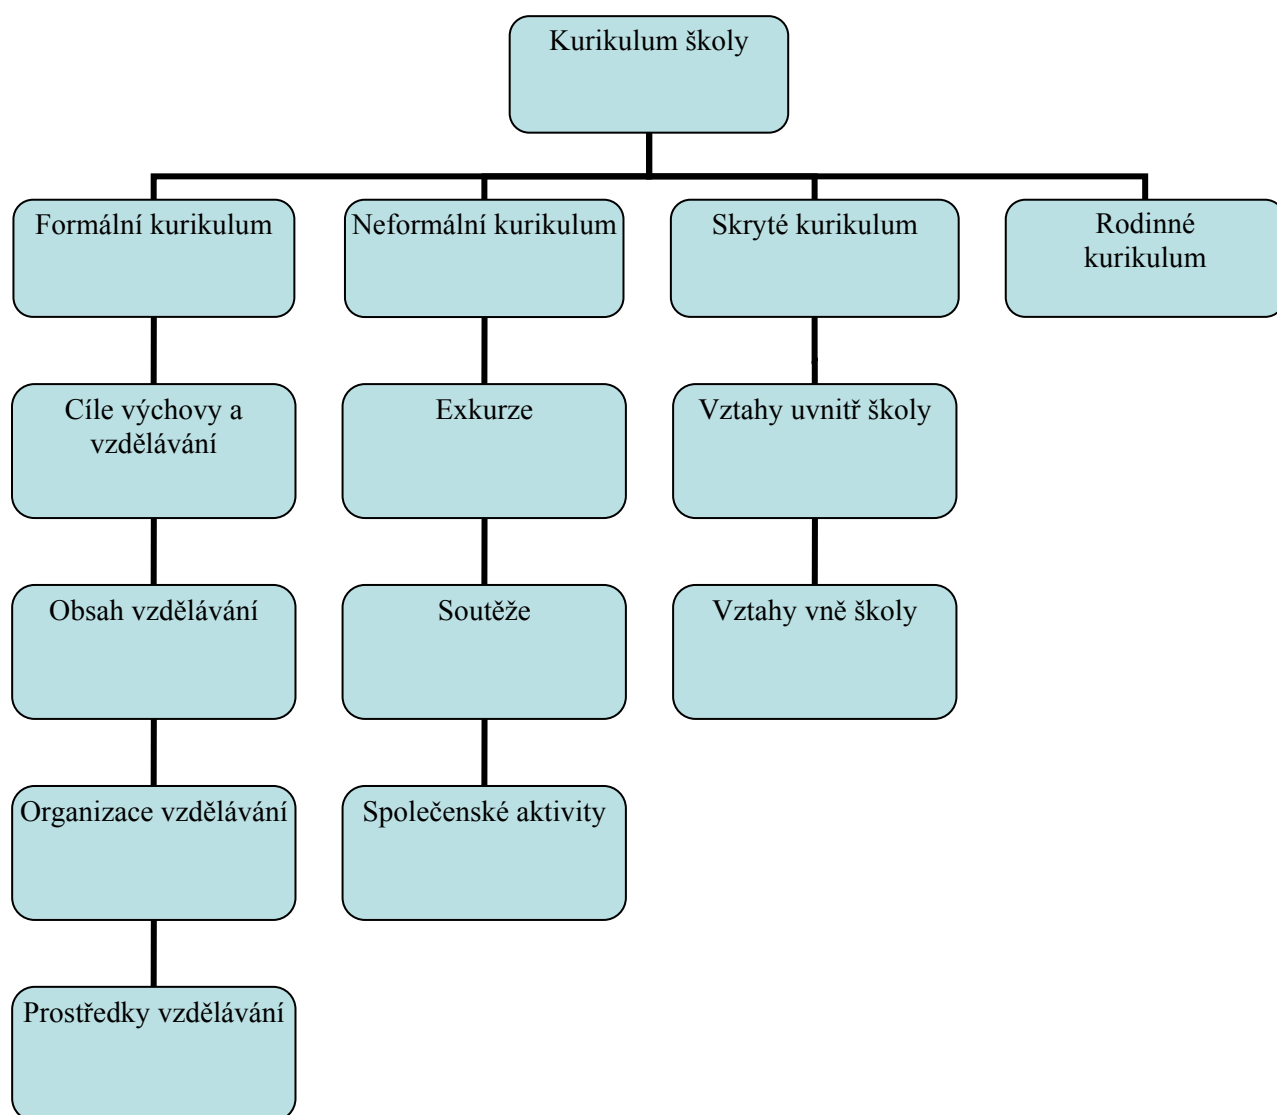 Kurikulum školy
Formální kurikulum
Neformální kurikulum
Skryté kurikulum
Rodinné
kurikulum
Cíle výchovy a
vzdělávání
Exkurze
Vztahy uvnitř školy
Obsah vzdělávání
Soutěže
Vztahy vně školy
Organizace vzdělávání
Společenské aktivity
Prostředky vzdělávání